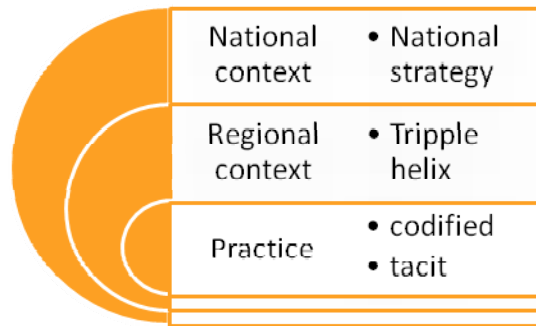 National
context
• National
strategy
Regional
context
• Tripple
helix
Practice
• codified
• tacit